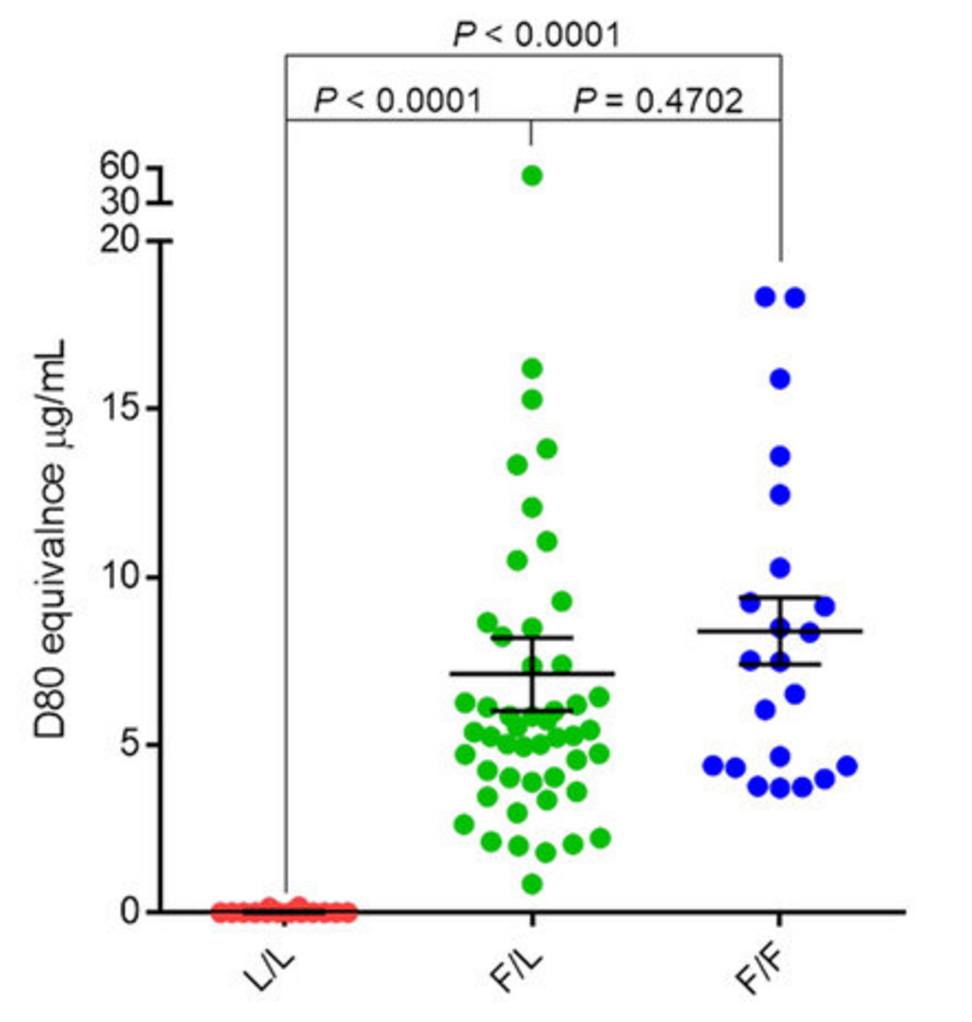 P < 0.0001
P < 0.0001 P = 0.4702
60
30
20
15
10
5
0
D80 equivalnce µg/mL
L/L F/L F/F